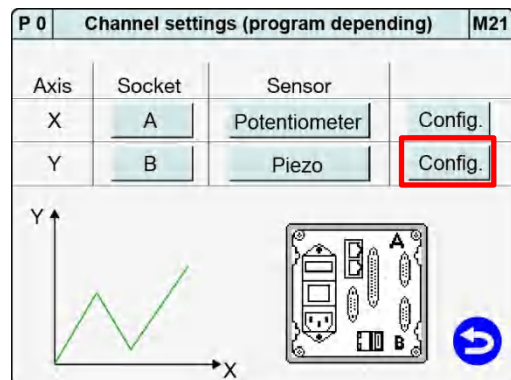 P 0 Channel settings (program depending) M21
Axis Socket Sensor
X A Potentiometer Config.
Y B Piezo Config.
Y
A
B
X